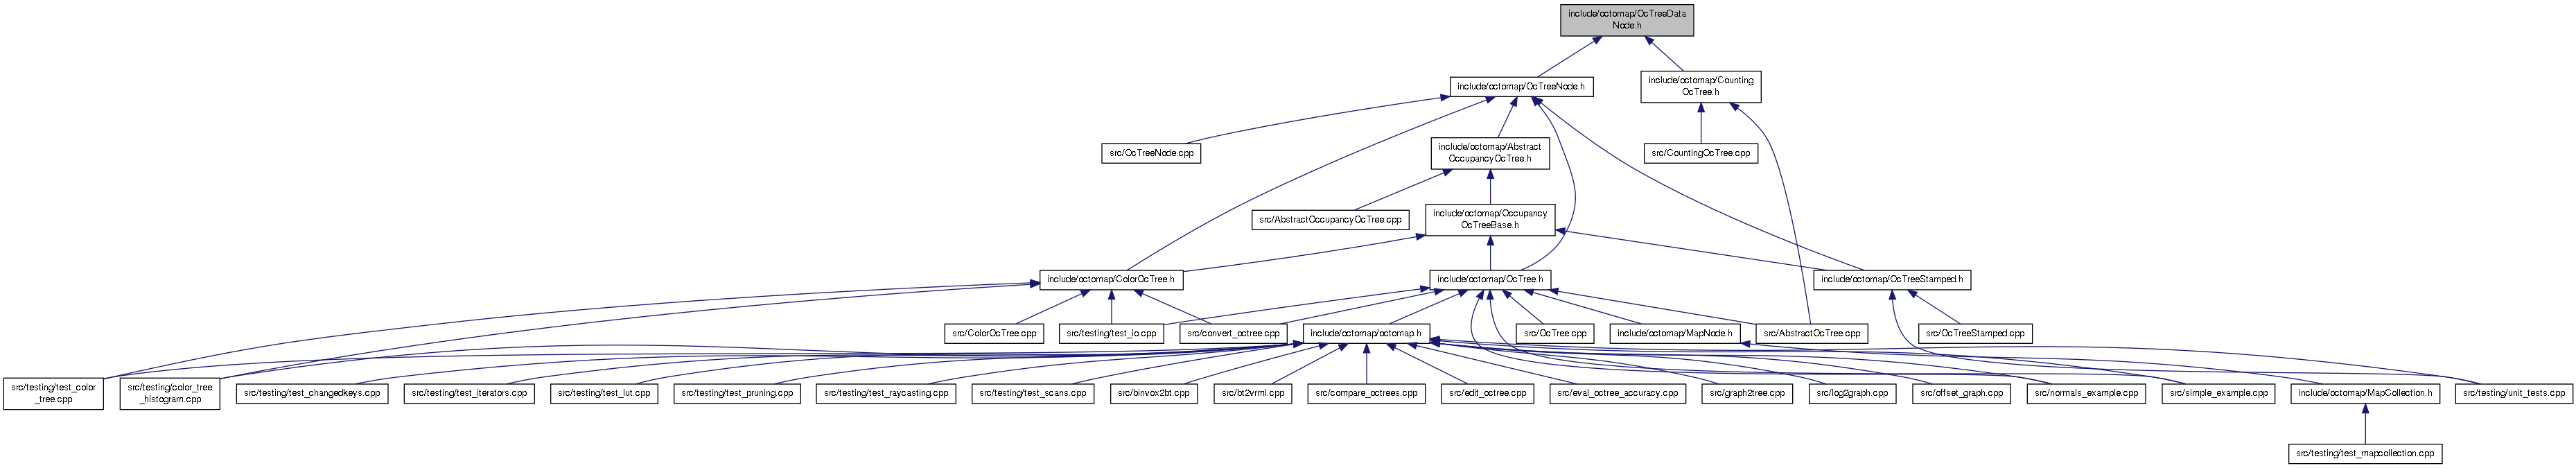 include/octomap/OcTreeData
Node.h
include/octomap/OcTreeNode.h
include/octomap/Counting
OcTree.h
src/OcTreeNode.cpp
include/octomap/Abstract
OccupancyOcTree.h
src/CountingOcTree.cpp
src/AbstractOccupancyOcTree.cpp
include/octomap/Occupancy
OcTreeBase.h
include/octomap/ColorOcTree.h
include/octomap/OcTree.h
include/octomap/OcTreeStamped.h
src/ColorOcTree.cpp
src/testing/test_io.cpp
src/convert_octree.cpp
include/octomap/octomap.h
src/OcTree.cpp
include/octomap/MapNode.h
src/AbstractOcTree.cpp
src/OcTreeStamped.cpp
src/testing/test_color
_tree.cpp
src/testing/color_tree
_histogram.cpp
src/testing/test_changedkeys.cpp
src/testing/test_iterators.cpp
src/testing/test_lut.cpp
src/testing/test_pruning.cpp
src/testing/test_raycasting.cpp
src/testing/test_scans.cpp
src/binvox2bt.cpp
src/bt2vrml.cpp
src/compare_octrees.cpp
src/edit_octree.cpp
src/eval_octree_accuracy.cpp
src/graph2tree.cpp
src/log2graph.cpp
src/offset_graph.cpp
src/normals_example.cpp
src/simple_example.cpp
include/octomap/MapCollection.h
src/testing/unit_tests.cpp
src/testing/test_mapcollection.cpp